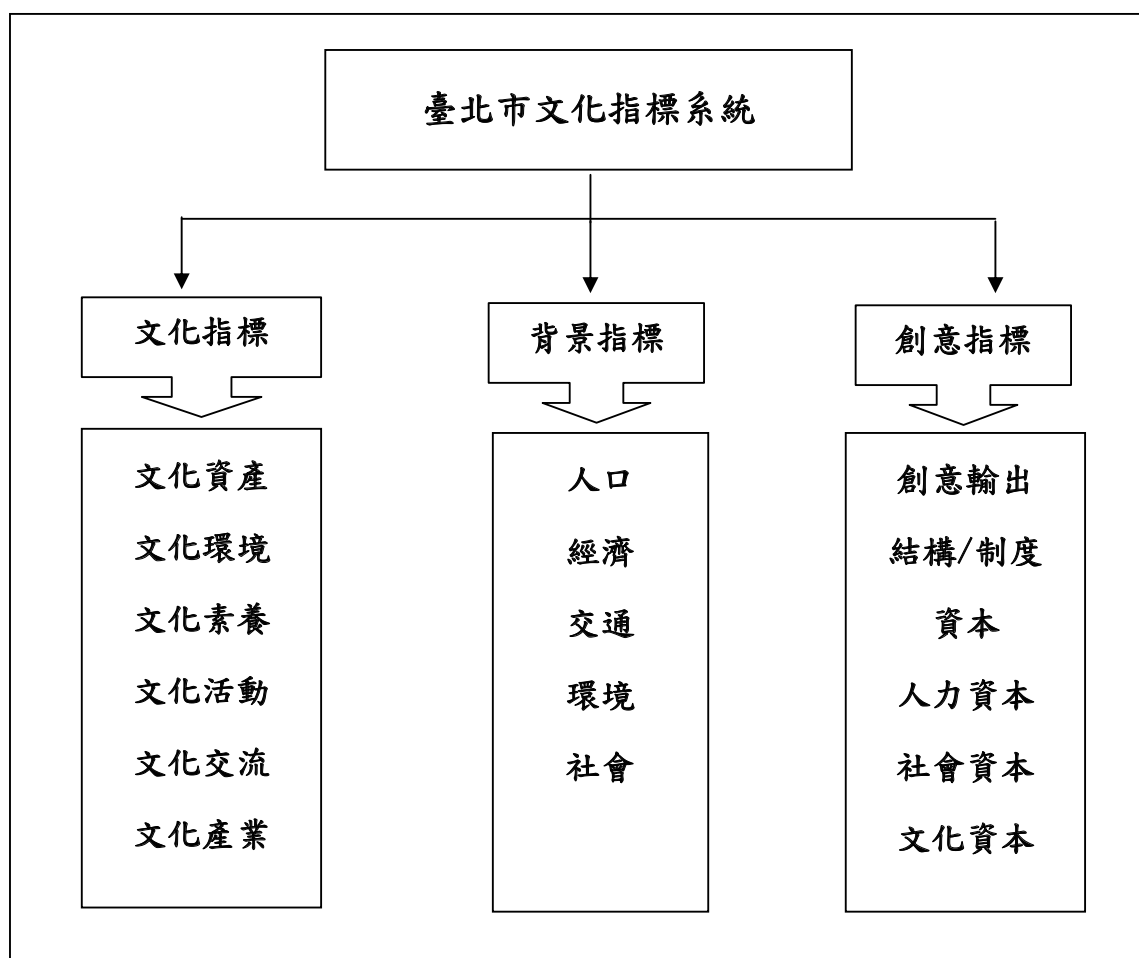 臺北市文化指標系統
文化指標
背景指標
創意指標
文化資產
文化環境
文化素養
文化活動
文化交流
文化產業
人口
經濟
交通
環境
社會
創意輸出
結構/制度
資本
人力資本
社會資本
文化資本